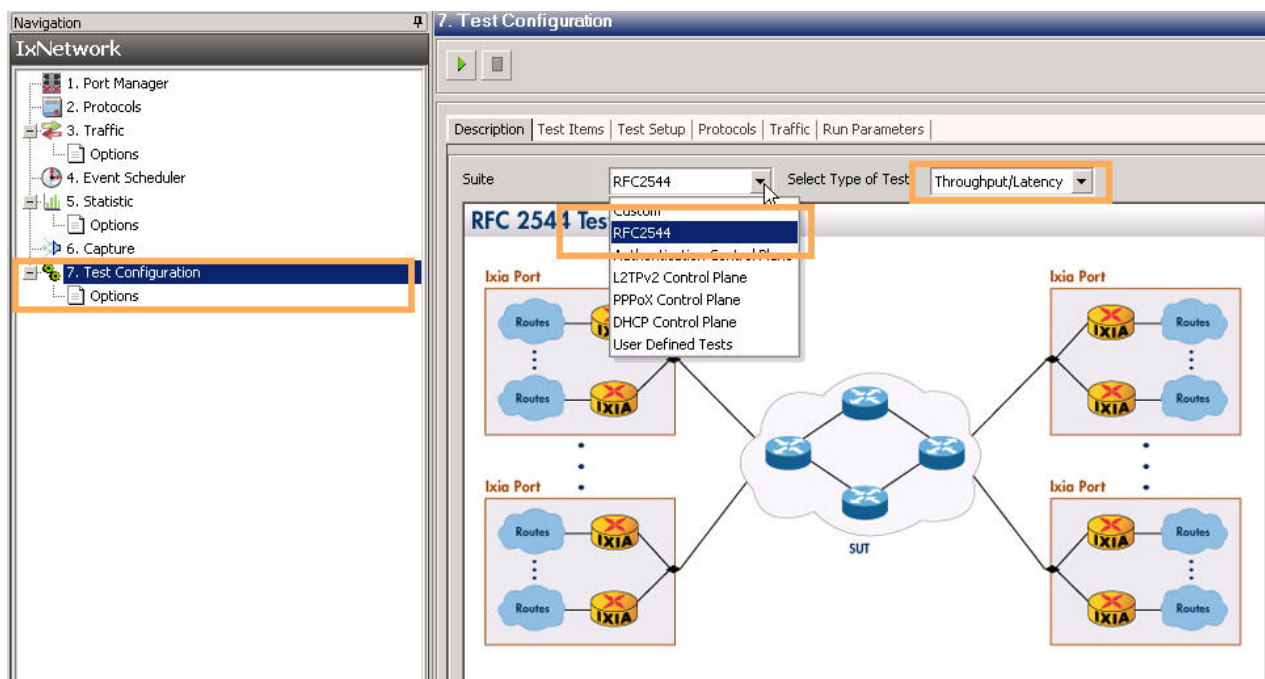 Navigation
IxNetwork
1. Port Manager
2. Protocols
3. Traffic
Options
4. Event Scheduler
5. Statistic
Options
6. Capture
7. Test Configuration
Options
7. Test Configuration
Description Test Items Test Setup Protocols Traffic Run Parameters
Suite RFC2544 Select Type of Test Throughput/Latency
Custom
RFC2544
Authentication Control Plane
L2TPv2 Control Plane
PPPoX Control Plane
DHCP Control Plane
User Defined Tests
RFC 2544 Tes
Ixia Port
Routes
Routes
IXIA
Ixia Port
Routes
IXIA
Routes
IXIA
Ixia Port
IXIA
Routes
IXIA
Routes
Ixia Port
IXIA
Routes
IXIA
Routes
SUT